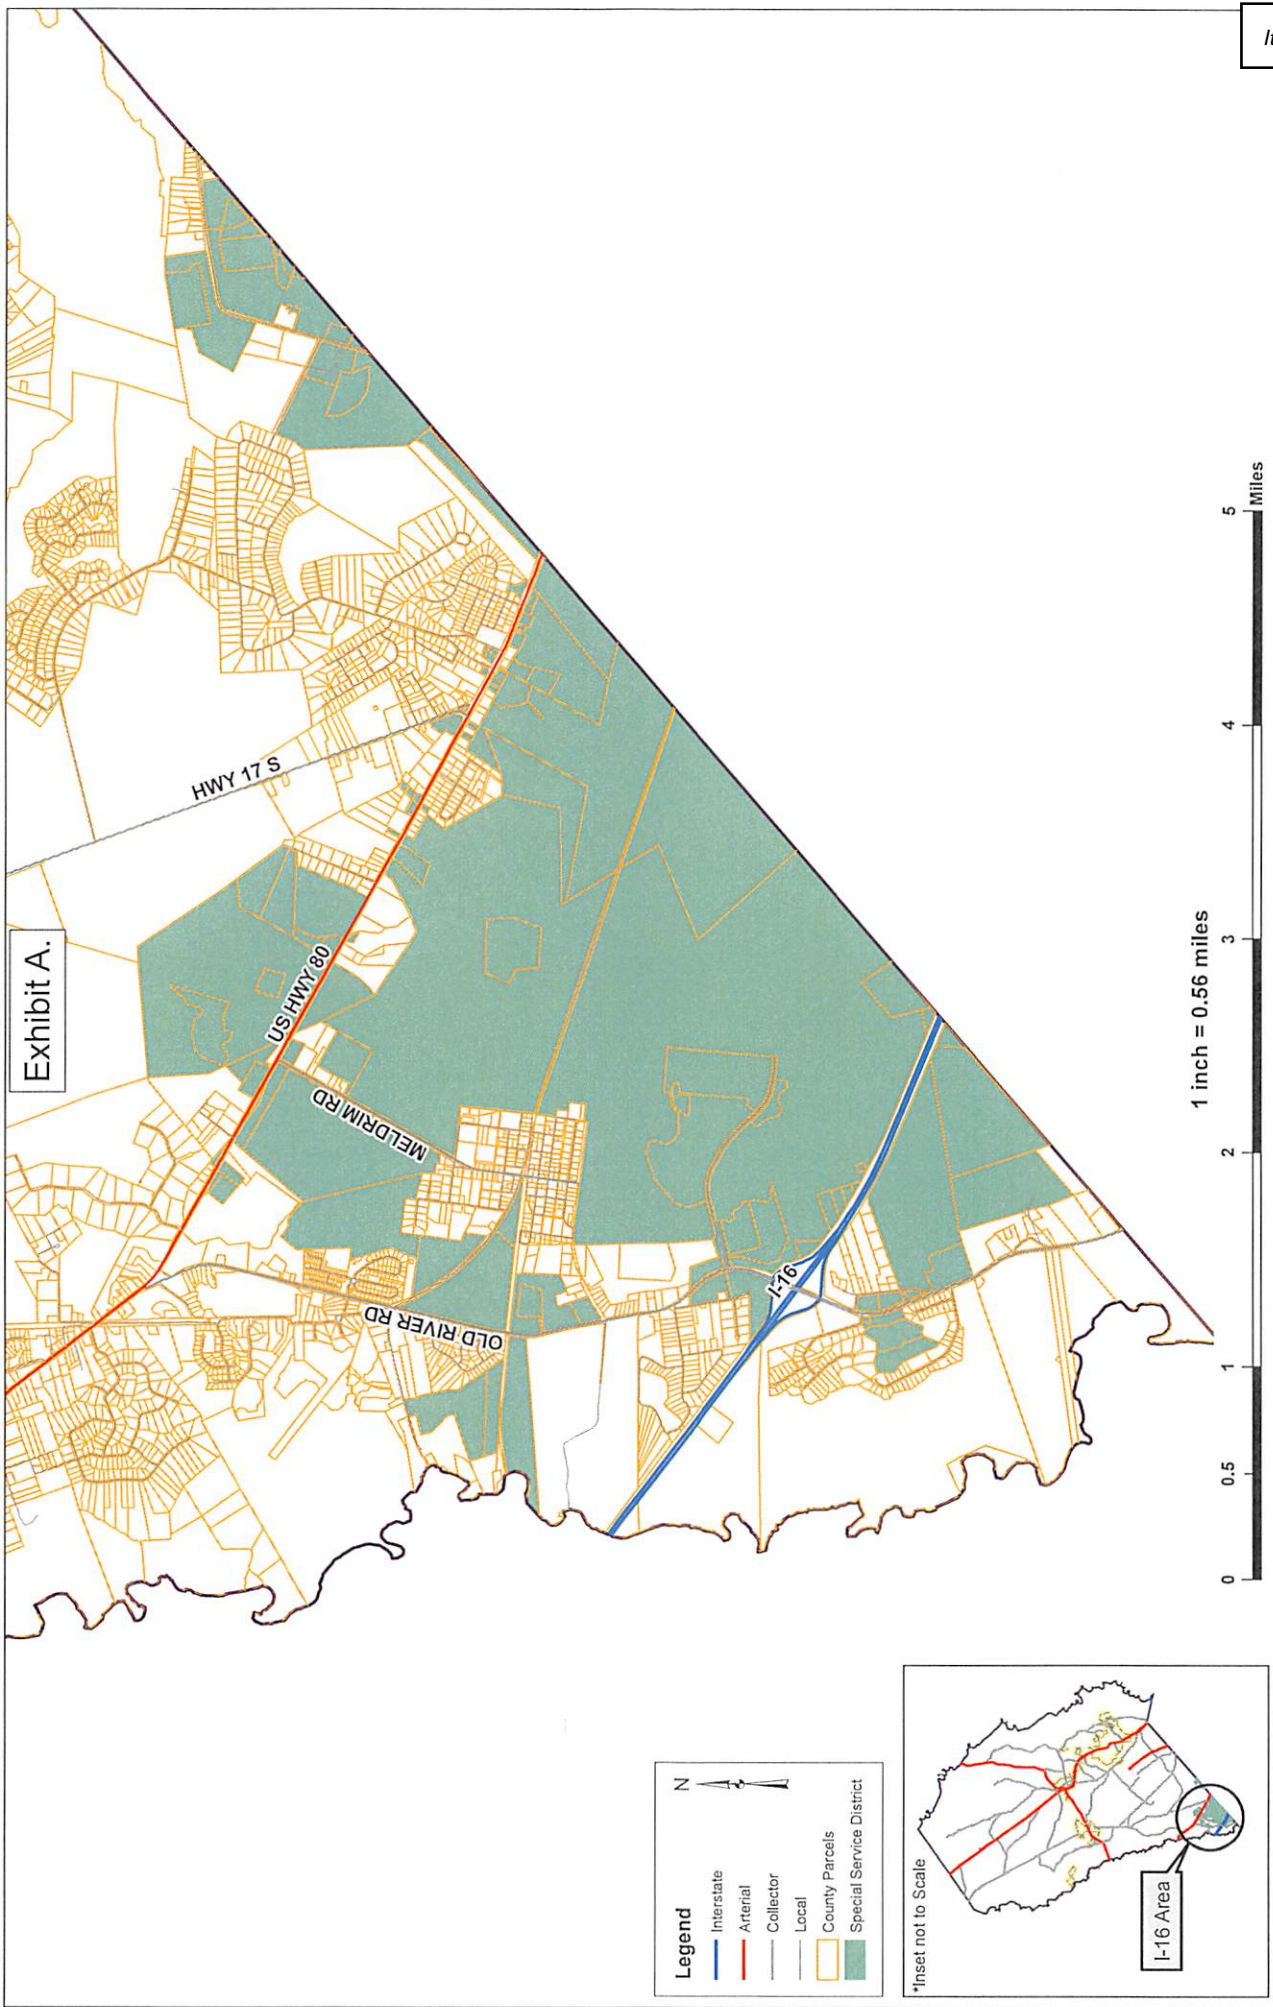 It
Exhibit A.
HWY 17 S
US HWY 80
MELDRIM RD
OLD RIVER RD
I-16
1 inch = 0.56 miles
0 0.5 1 2 3 4 5
Miles
Legend
N
Interstate
Arterial
Collector
Local
County Parcels
Special Service District
*Inset not to Scale
I-16 Area